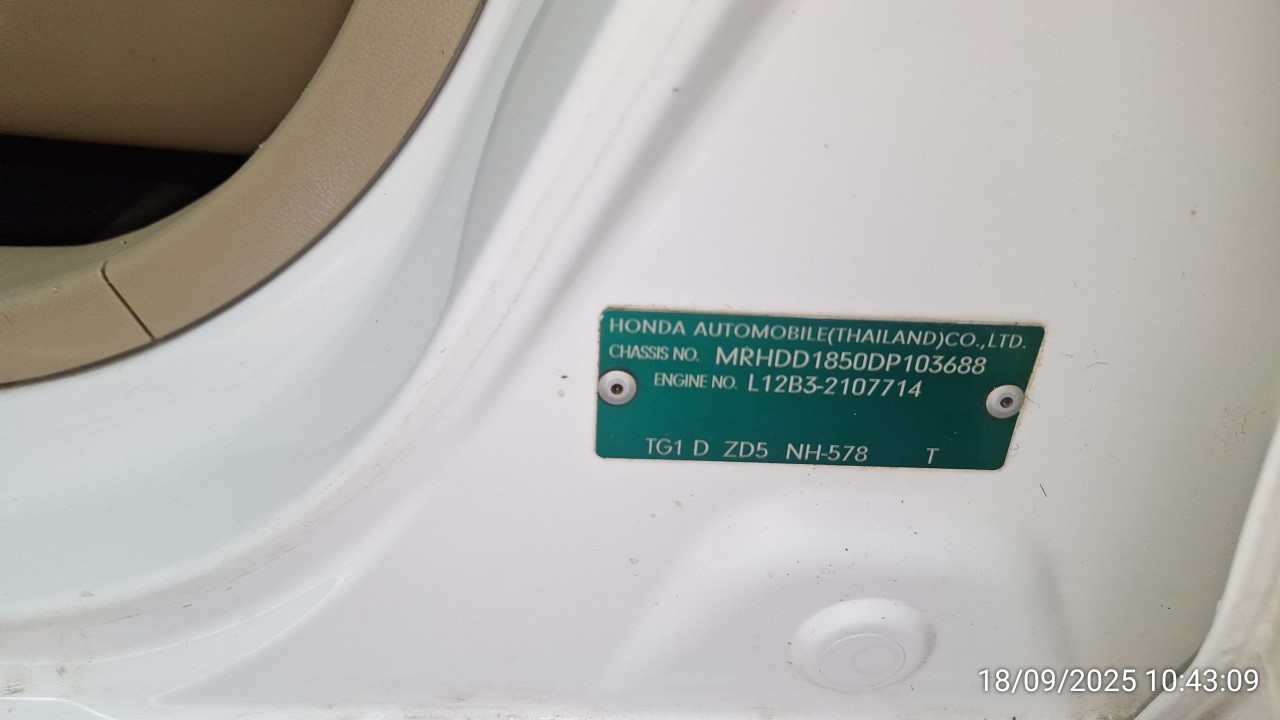 HONDA AUTOMOBILE(THAILAND)CO.,LTD.
CHASSIS NO. MRHDD1850DP103688
ENGINE NO. L12B3-2107714
TG1 D ZD5 NH-578 T
18/09/2025 10:43:09